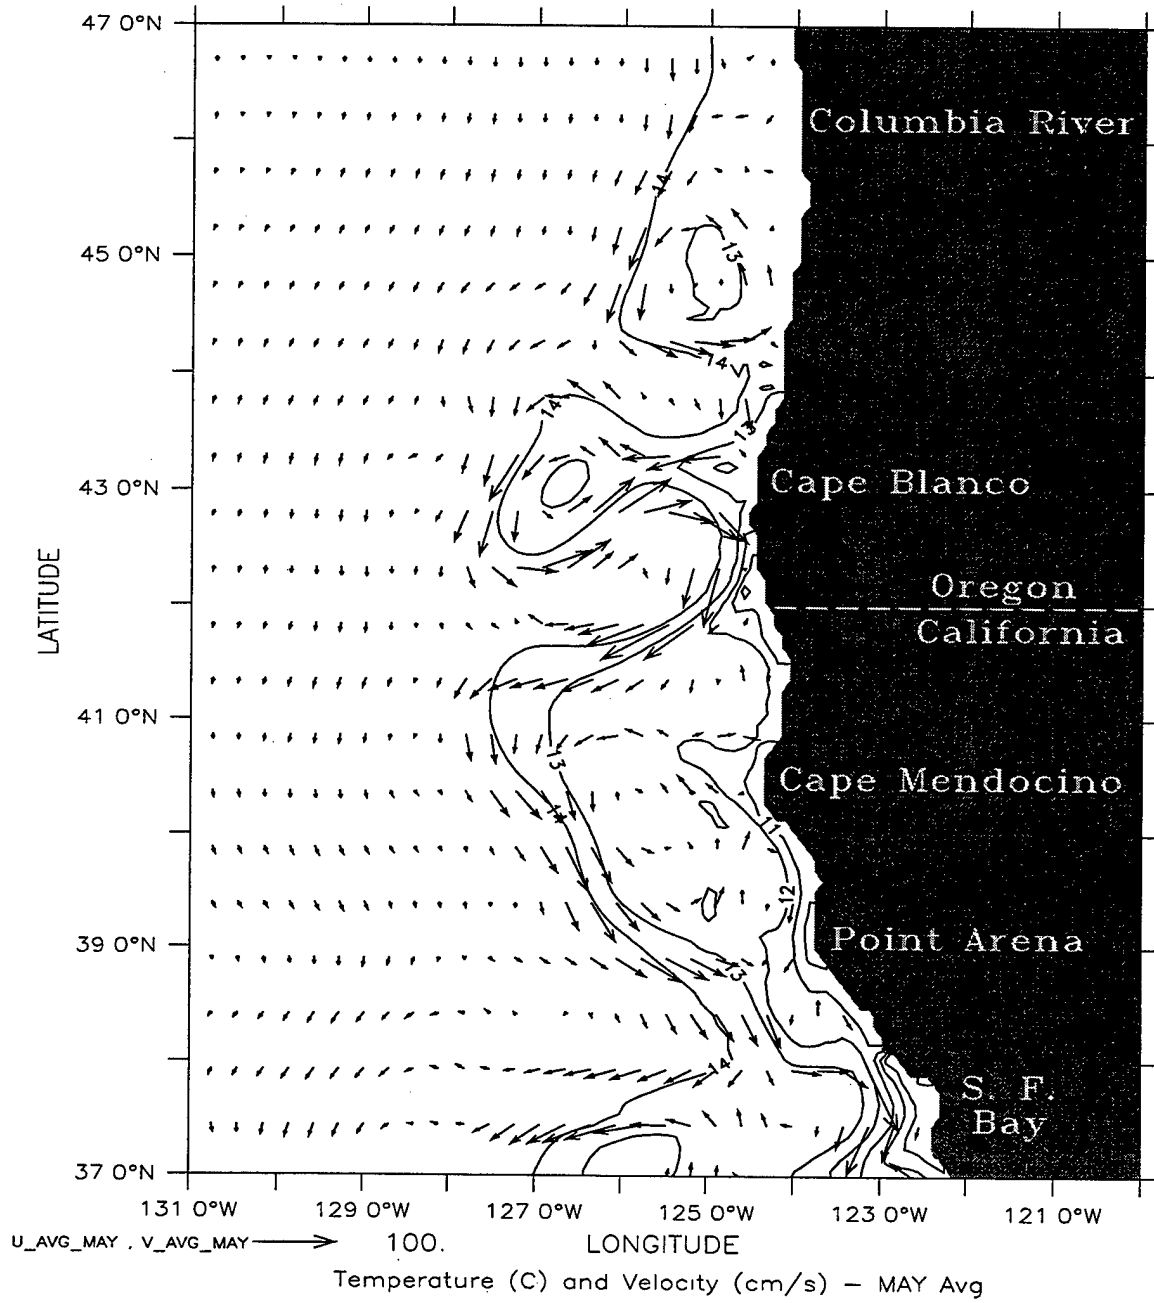 47 0°N
Columbia River
14
45 0°N
13
14
14
13
43 0°N
Cape Blanco
Oregon
California
LATITUDE
41 0°N
13
Cape Mendocino
14
11
12
39 0°N
Point Arena
13
14
S. F.
Bay
37 0°N
131 0°W
129 0°W
127 0°W
125 0°W
123 0°W
121 0°W
U_AVG_MAY , V_AVG_MAY
100.
LONGITUDE
Temperature (C) and Velocity (cm/s) – MAY Avg